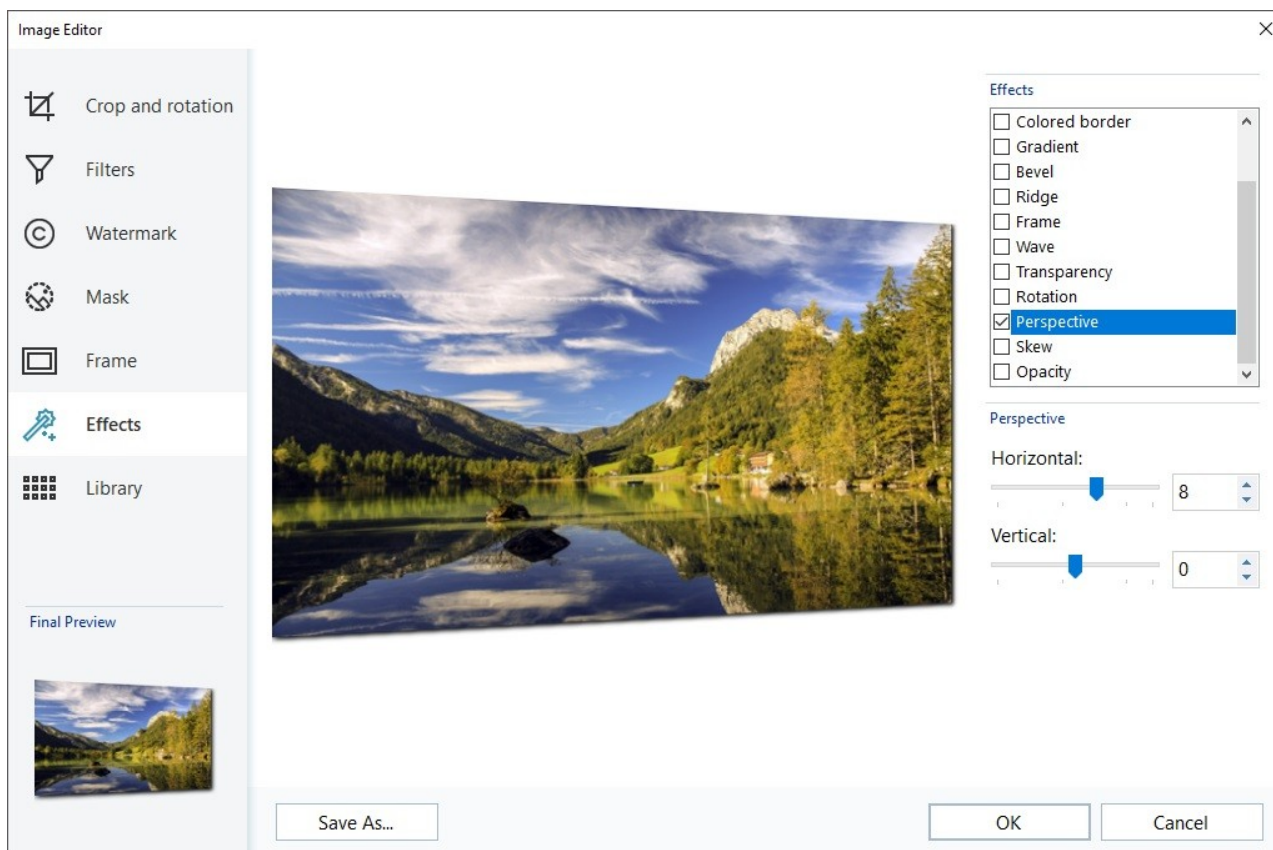 Image Editor
Crop and rotation
Filters
Watermark
Mask
Frame
Effects
Library
Final Preview
Effects
Colored border
Gradient
Bevel
Ridge
Frame
Wave
Transparency
Rotation
Perspective
Skew
Opacity
Perspective
Horizontal:
8
Vertical:
0
Save As...
OK
Cancel